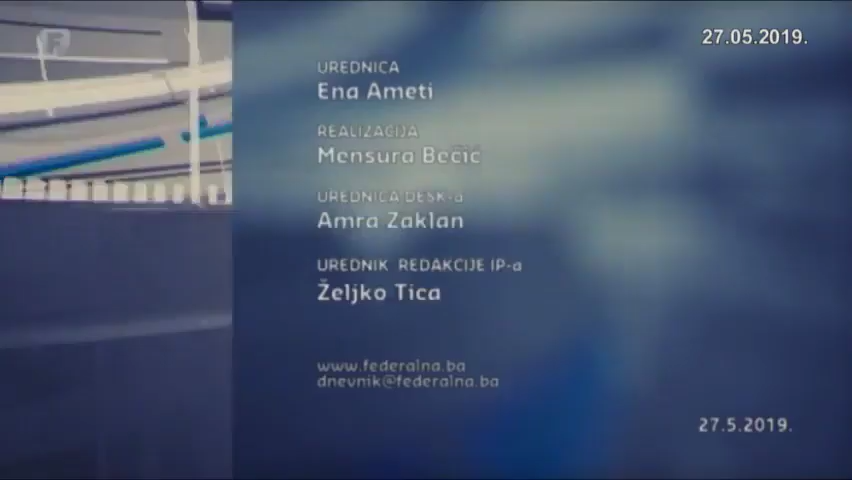 27.05.2019.
UREDNICA
Ena Ameti
REALIZACIJA
Mensura Bečić
UREDNICA DESK-a
Amra Zaklan
UREDNIK REDAKCIJE IP-a
Željko Tica
www.federalna.ba
dnevnik@federalna.ba
27.5.2019.